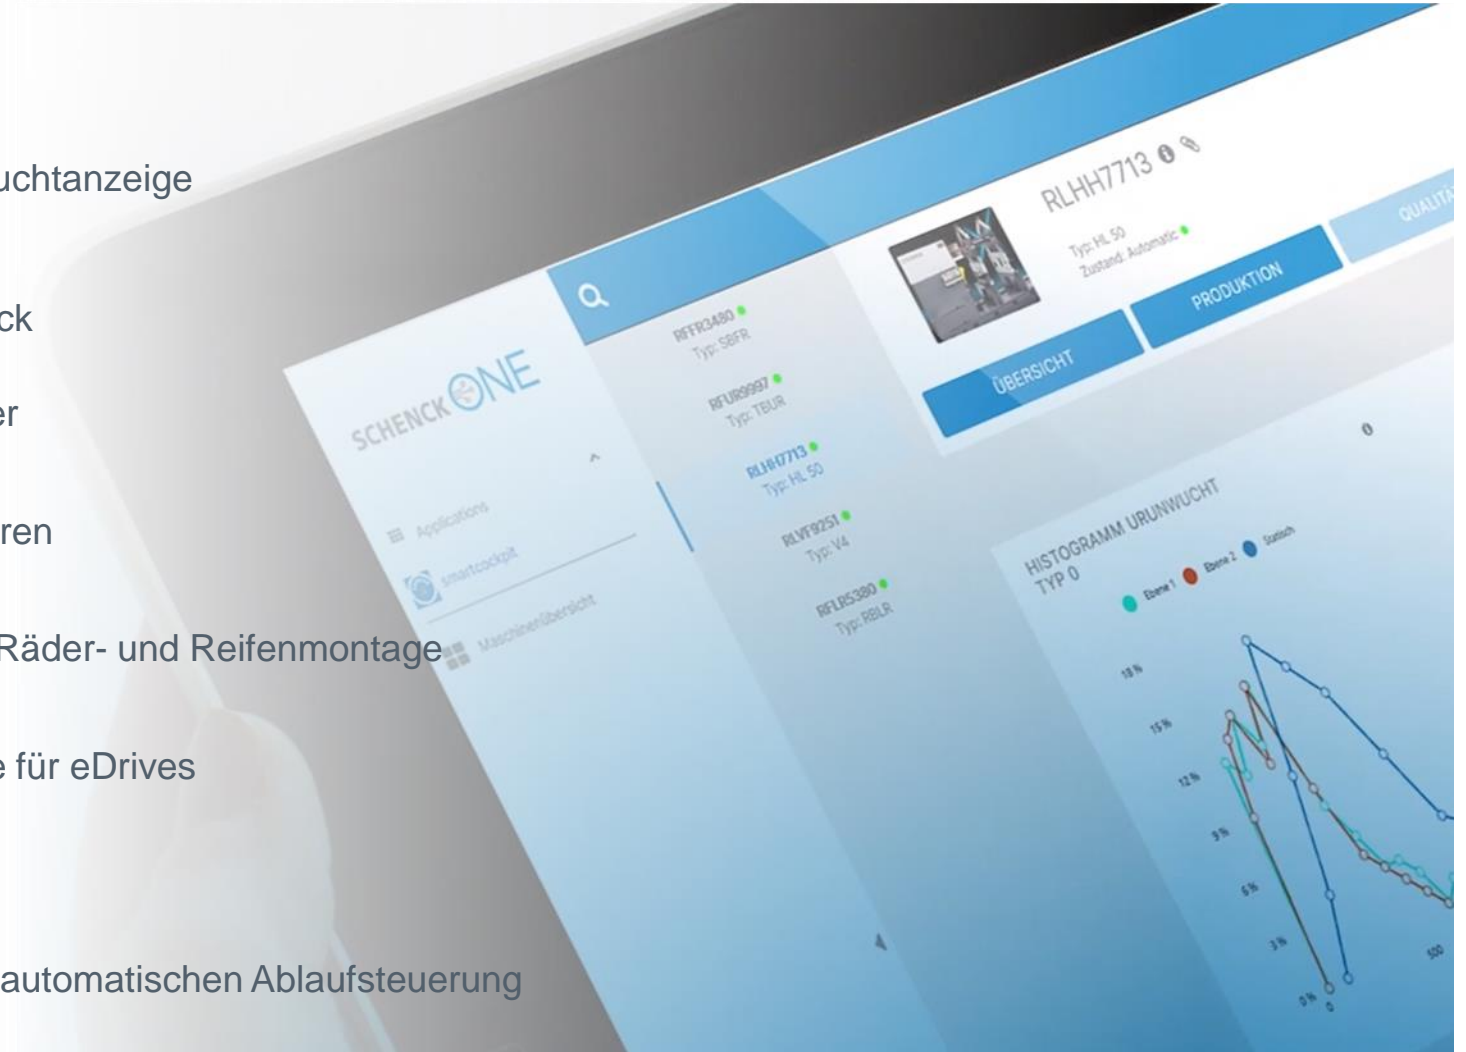 uchtanzeige
ck
er
ren
Räder- und Reifenmontage
e für eDrives
automatischen Ablaufsteuerung
SCHENCK ONE
Applications
smartcockpit
Maschinenübersicht
RFFR3480
Typ: SBFR
RFUR9997
Typ: TBUR
RLHH7713
Typ: HL 50
RLVF9251
Typ: V4
RFLR5380
Typ: RBLR
RLHH7713
Typ: HL 50
Zustand: Automatic
ÜBERSICHT
PRODUKTION
QUALITÄ
HISTOGRAMM URUNWUCHT
TYP 0
Ebene 1 Ebene 2 Statisch
18 %
15 %
12 %
9 %
6 %
3 %
0 %
0
500